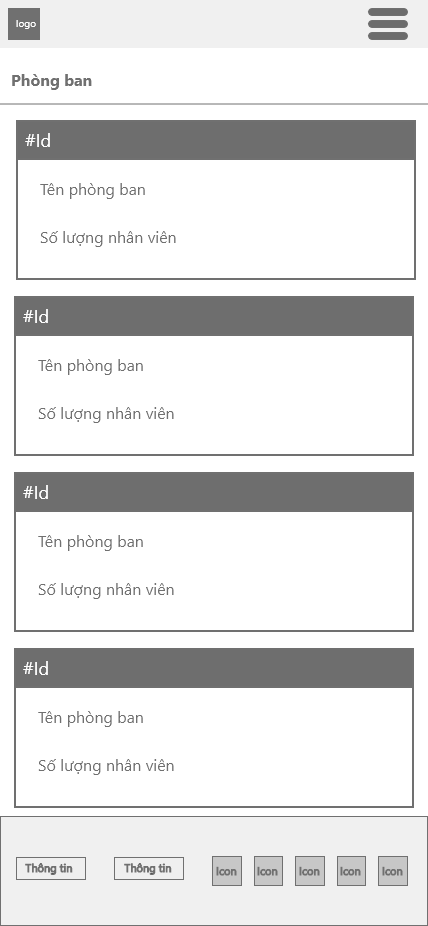 logo
Phòng ban
#Id
Tên phòng ban
Số lượng nhân viên
#Id
Tên phòng ban
Số lượng nhân viên
#Id
Tên phòng ban
Số lượng nhân viên
#Id
Tên phòng ban
Số lượng nhân viên
Thông tin Thông tin Icon Icon Icon Icon Icon